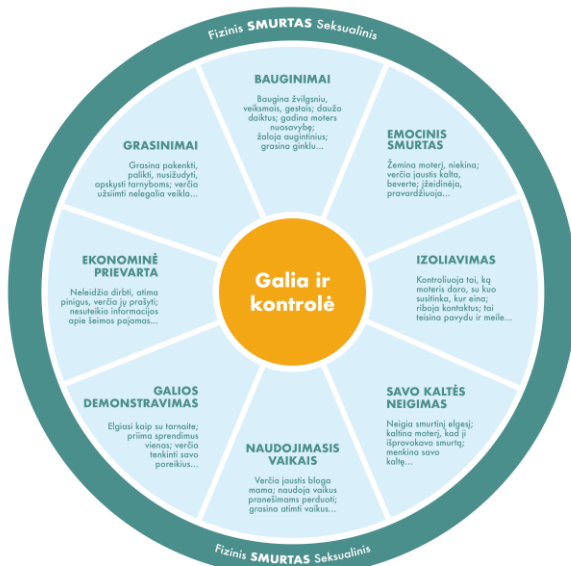 Fizinis SMURTAS Seksualinis
BAUGINIMAI
Baugina žvilgsniu,
veiksmais, gestais; daužo
daiktus; gadina moters
nuosavybę;
žaloja augintinius;
grasina ginklu...
EMOCINIS
SMURTAS
Žemina moterį, niekina;
verčia jaustis kalta,
beverte; įžeidinėja,
pravardžiuoja...
IZOLIAVIMAS
Kontroliuoja tai, ką
moteris daro, su kuo
susitinka, kur eina;
riboja kontaktus; tai
teisina pavydu ir meile...
SAVO KALTĖS
NEIGIMAS
Neigia smurtinį elgesį;
kaltina moterį, kad ji
išprovokavo smurtą;
menkina savo
kaltę...
NAUDOJIMASIS
VAIKAIS
Verčia jaustis bloga
mama; naudoja vaikus
pranešimams perduoti;
grasina atimti vaikus...
GALIOS
DEMONSTRAVIMAS
Elgiasi kaip su tarnaite;
priima sprendimus
vienas; verčia
tenkinti savo
poreikius...
EKONOMINĖ
PRIEVARTA
Neleidžia dirbti, atima
pinigus, verčia jų prašyti;
nesuteikia informacijos
apie šeimos pajamas...
GRASINIMAI
Grasina pakenkti,
palikti, nusižudyti,
apskųsti tarnyboms; verčia
užsiimti nelegalia veikla...
Galia ir
kontrolė
Fizinis SMURTAS Seksualinis